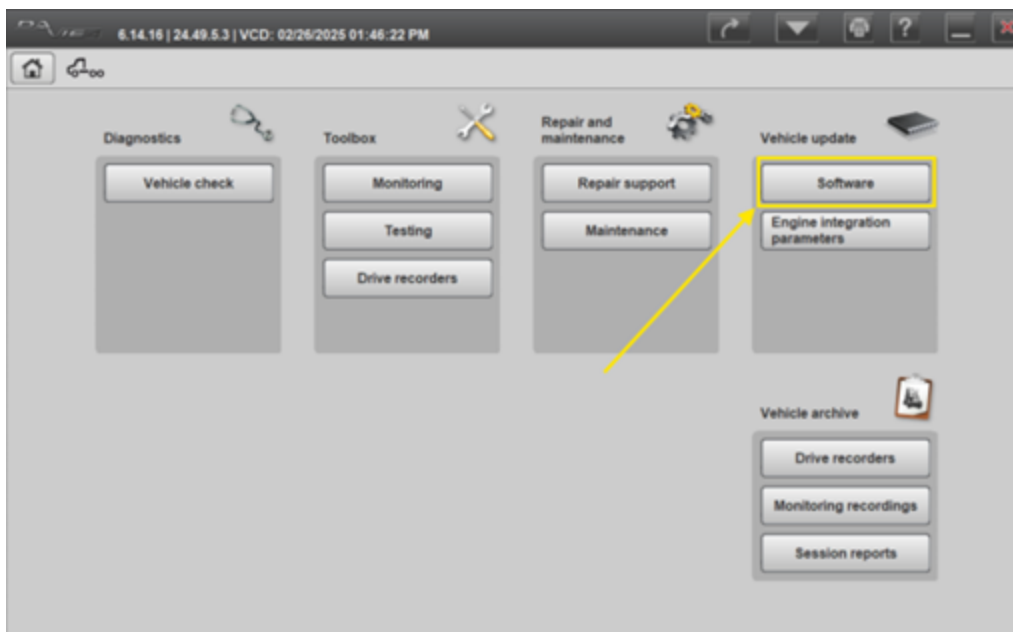 6.14.16 | 24.49.5.3 | VCD: 02/26/2025 01:46:22 PM
Diagnostics
Vehicle check
Toolbox
Monitoring
Testing
Drive recorders
Repair and
maintenance
Repair support
Maintenance
Vehicle update
Software
Engine integration
parameters
Vehicle archive
Drive recorders
Monitoring recordings
Session reports